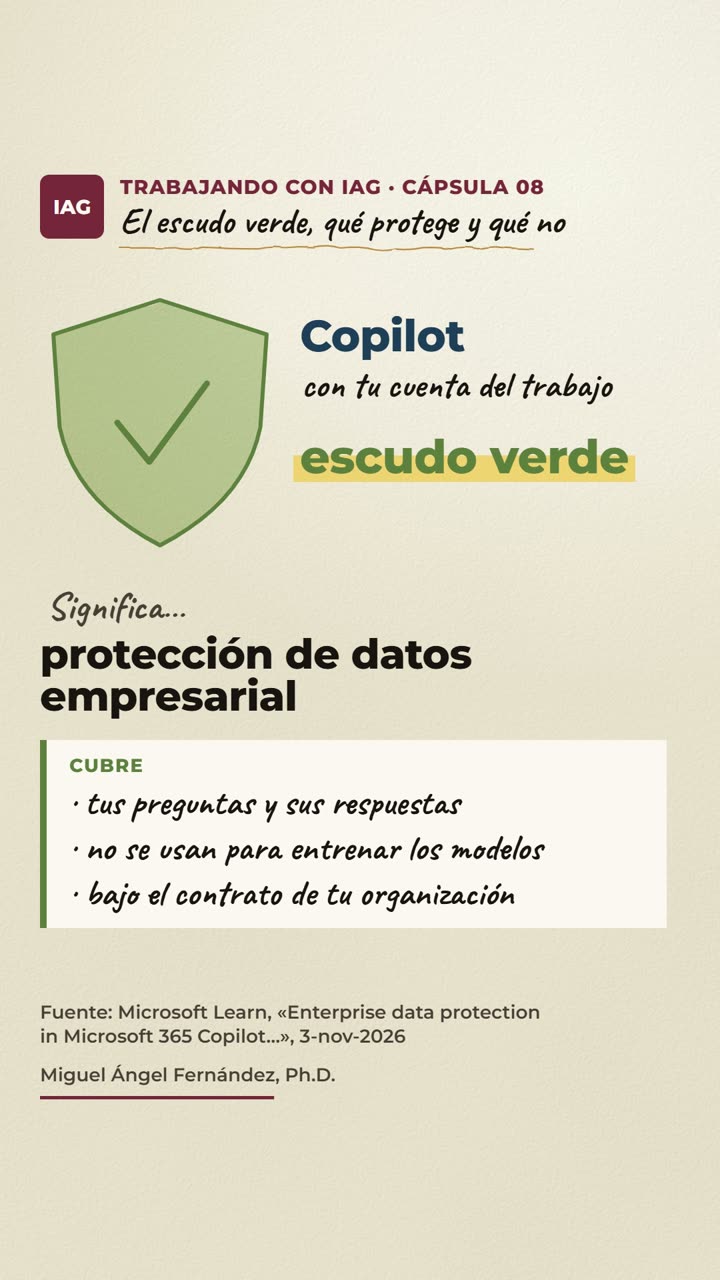 IAG
TRABAJANDO CON IAG · CÁPSULA 08
El escudo verde, qué protege y qué no
Copilot
con tu cuenta del trabajo
escudo verde
Significa...
protección de datos
empresarial
CUBRE
· tus preguntas y sus respuestas
· no se usan para entrenar los modelos
· bajo el contrato de tu organización
Fuente: Microsoft Learn, «Enterprise data protection
in Microsoft 365 Copilot...», 3-nov-2026
Miguel Ángel Fernández, Ph.D.